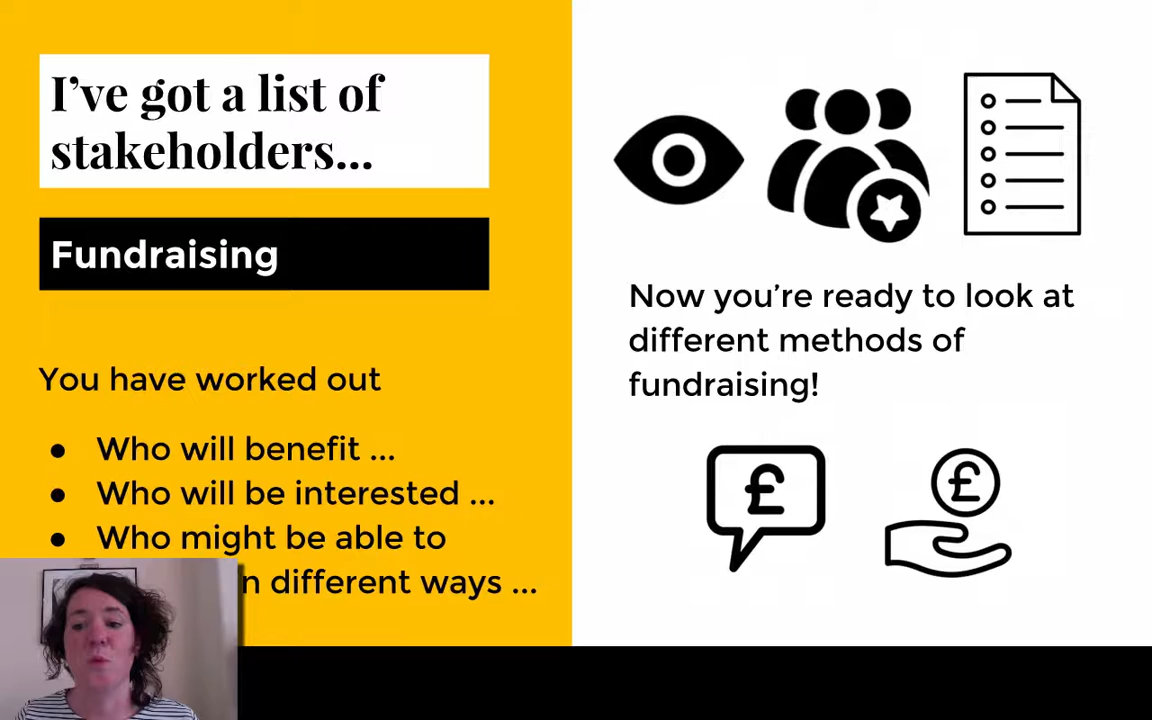 I’ve got a list of
stakeholders...
Fundraising
You have worked out
● Who will benefit ...
● Who will be interested ...
● Who might be able to
different ways ...
Now you’re ready to look at
different methods of
fundraising!
£
£